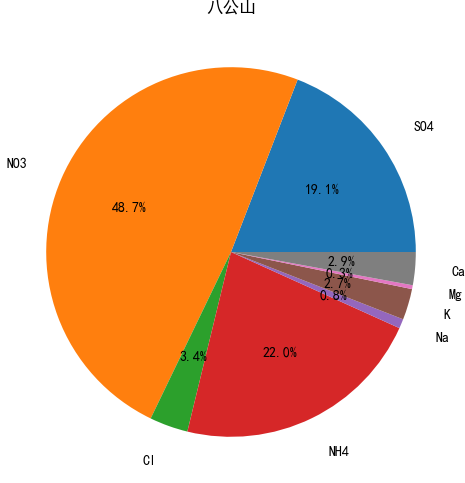 八公山
SO4
19.1%
NO3
48.7%
Cl
3.4%
NH4
22.0%
Na
0.8%
K
2.7%
Mg
0.3%
Ca
2.9%